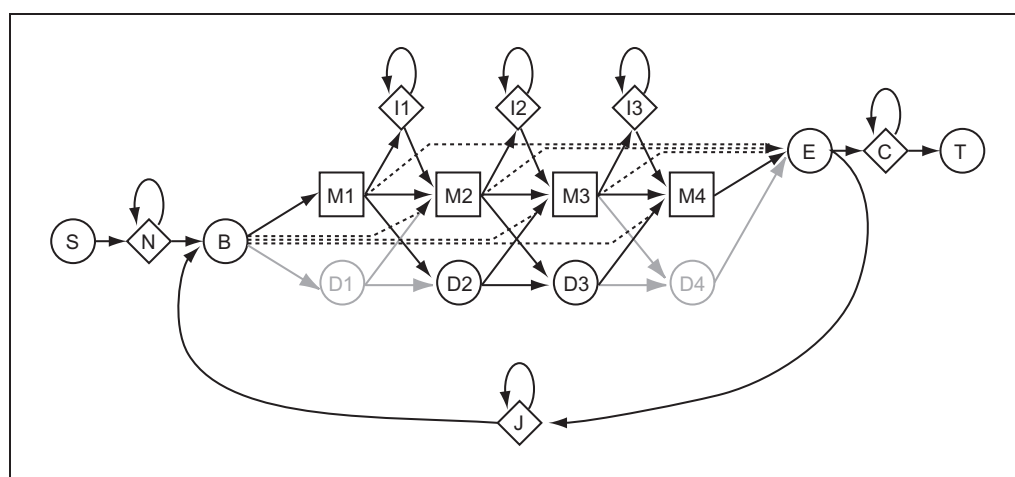 I1 I2 I3
E C T
M1 M2 M3 M4
S N B
D1 D2 D3 D4
J